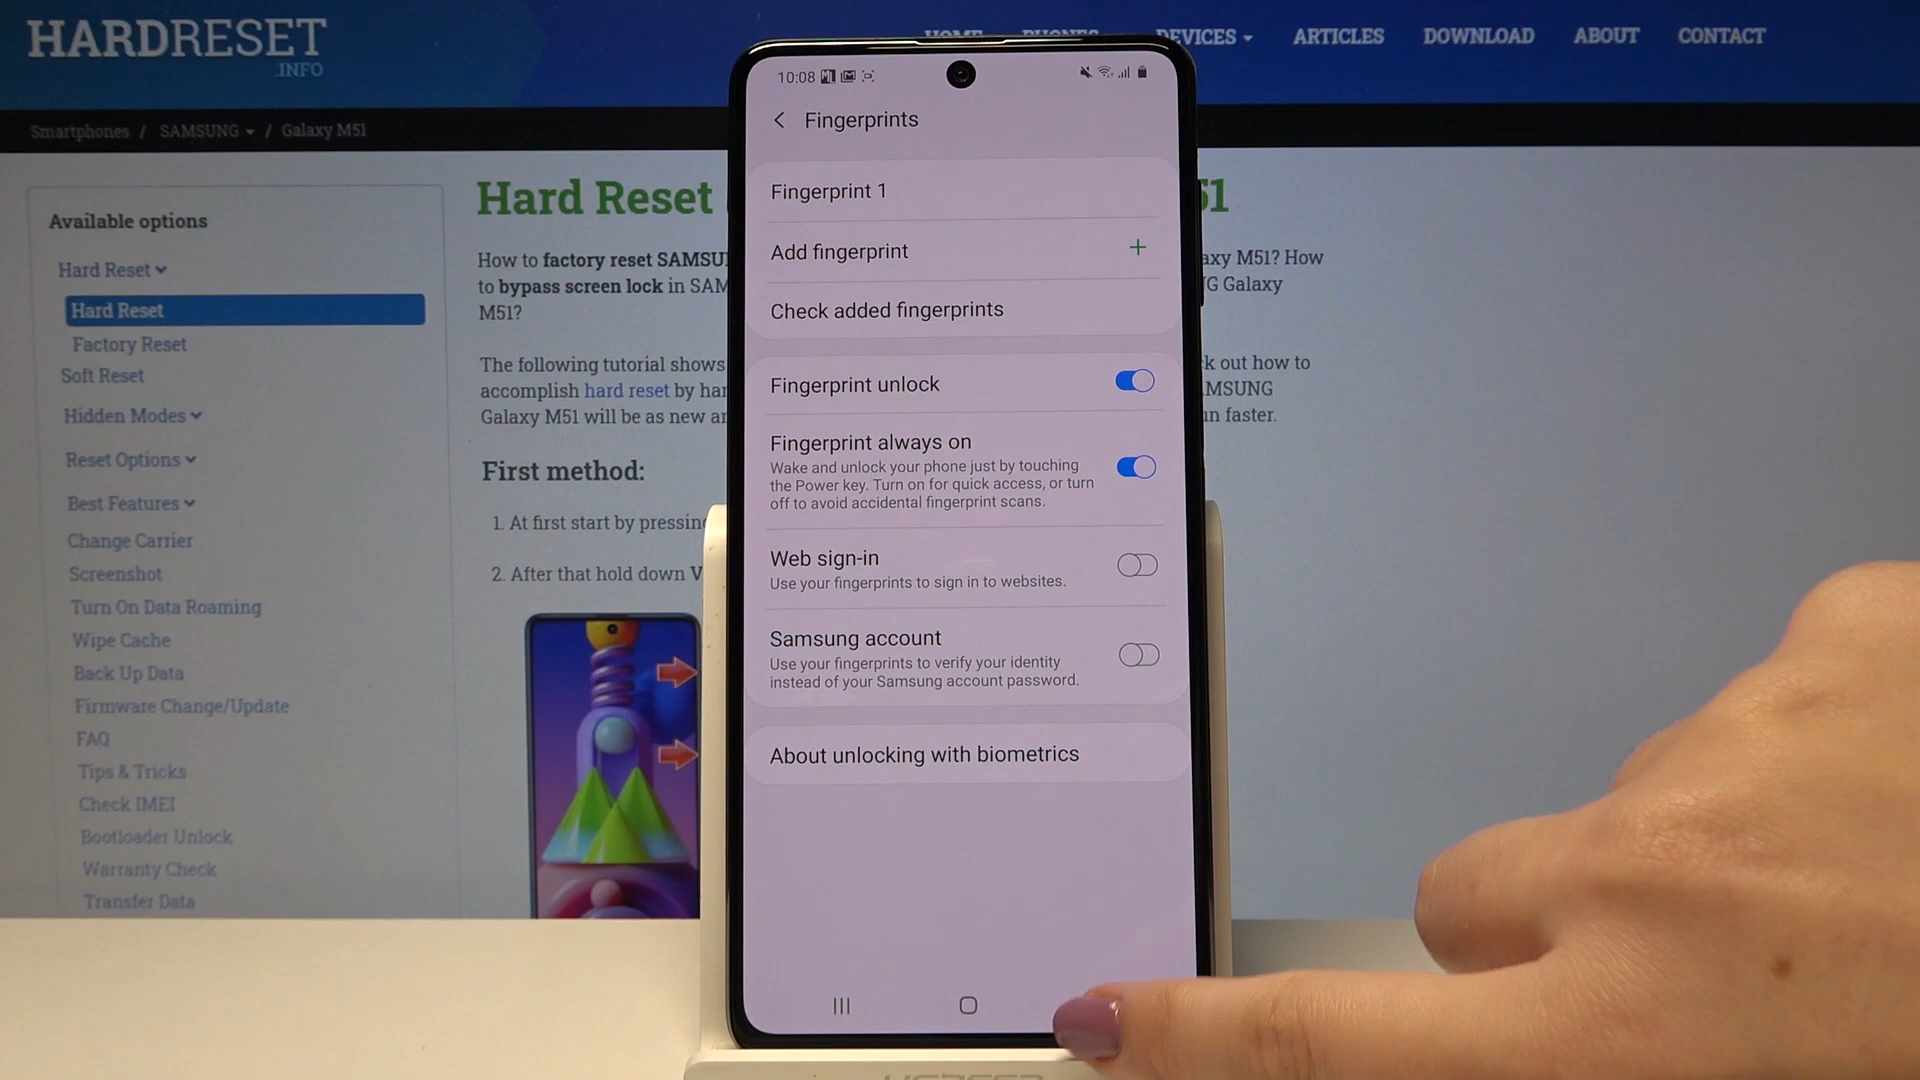 HARDRESET
.INFO
HOME PHONES DEVICES ARTICLES DOWNLOAD ABOUT CONTACT
Smartphones / SAMSUNG / Galaxy M51
Available options
Hard Reset
Hard Reset
Factory Reset
Soft Reset
Hidden Modes
Reset Options
Best Features
Change Carrier
Screenshot
Turn On Data Roaming
Wipe Cache
Back Up Data
Firmware Change/Update
FAQ
Tips & Tricks
Check IMEI
Bootloader Unlock
Warranty Check
Transfer Data
Hard Reset 51
How to factory reset SAMSU axy M51? How
to bypass screen lock in SAM G Galaxy
M51?
The following tutorial shows k out how to
accomplish hard reset by har MSUNG
Galaxy M51 will be as new an un faster.
First method:
1. At first start by pressing
2. After that hold down V
10:08
Fingerprints
Fingerprint 1
Add fingerprint
Check added fingerprints
Fingerprint unlock
Fingerprint always on
Wake and unlock your phone just by touching
the Power key. Turn on for quick access, or turn
off to avoid accidental fingerprint scans.
Web sign-in
Use your fingerprints to sign in to websites.
Samsung account
Use your fingerprints to verify your identity
instead of your Samsung account password.
About unlocking with biometrics